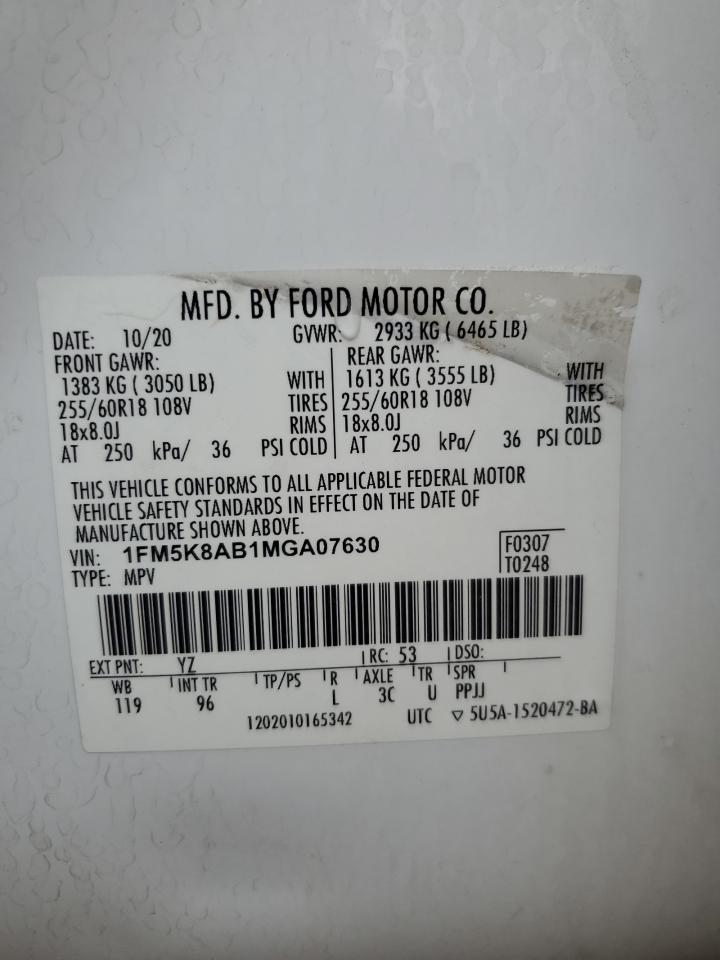 MFD. BY FORD MOTOR CO.
DATE: 10/20 GVWR: 2933 KG ( 6465 LB)
FRONT GAWR: REAR GAWR:
1383 KG ( 3050 LB) WITH 1613 KG ( 3555 LB) WITH
255/60R18 108V TIRES 255/60R18 108V TIRES
18x8.0J RIMS 18x8.0J RIMS
AT 250 kPa/ 36 PSI COLD AT 250 kPa/ 36 PSI COLD
THIS VEHICLE CONFORMS TO ALL APPLICABLE FEDERAL MOTOR
VEHICLE SAFETY STANDARDS IN EFFECT ON THE DATE OF
MANUFACTURE SHOWN ABOVE.
VIN: 1FM5K8AB1MGA07630 F0307
TYPE: MPV T0248
EXT PNT: YZ RC: 53 DSO:
WB INT TR TP/PS R AXLE TR SPR
119 96 L 3C U PPJJ
1202010165342 UTC ▽ 5U5A-1520472-BA